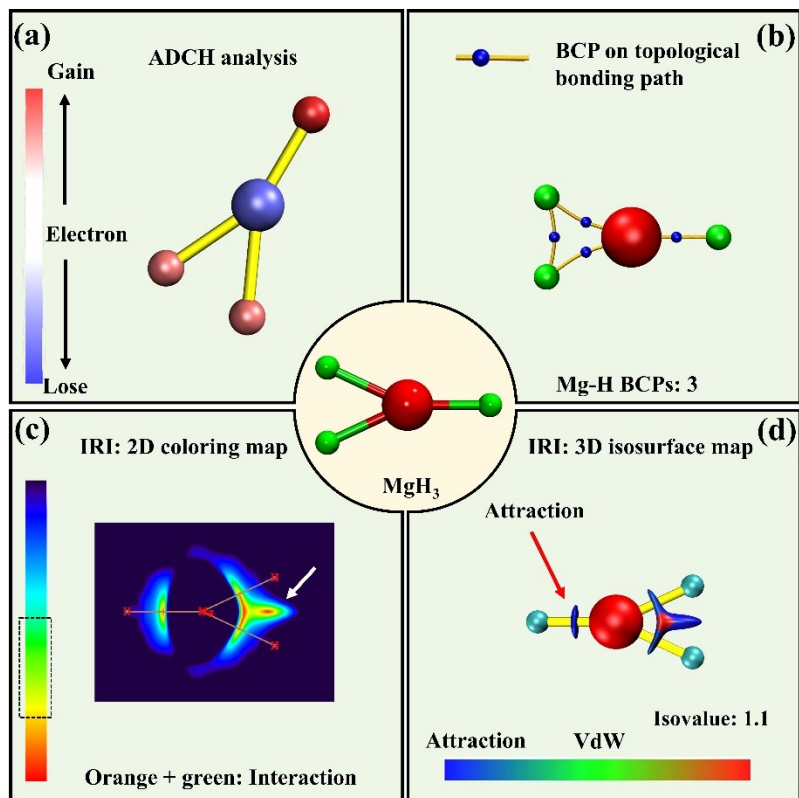 (a)
ADCH analysis
Gain
Electron
Lose
(b)
BCP on topological
bonding path
Mg-H BCPs: 3
MgH₃
(c)
IRI: 2D coloring map
Orange + green: Interaction
(d)
IRI: 3D isosurface map
Attraction
Isovalue: 1.1
Attraction
VdW